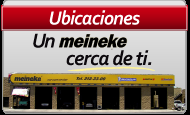 Ubicaciones
Un meineke
cerca de ti.
meineke